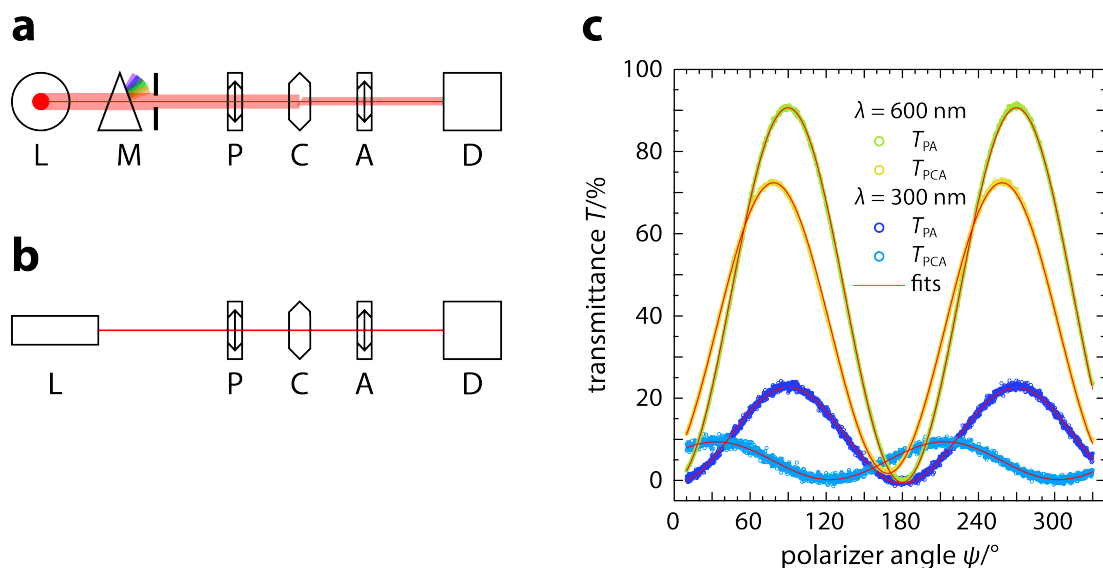 a
L M P C A D
b
L P C A D
c
transmittance T/%
100
80
60
40
20
0
0 60 120 180 240 300
polarizer angle ψ/°
λ = 600 nm
T_PA
T_PCA
λ = 300 nm
T_PA
T_PCA
fits